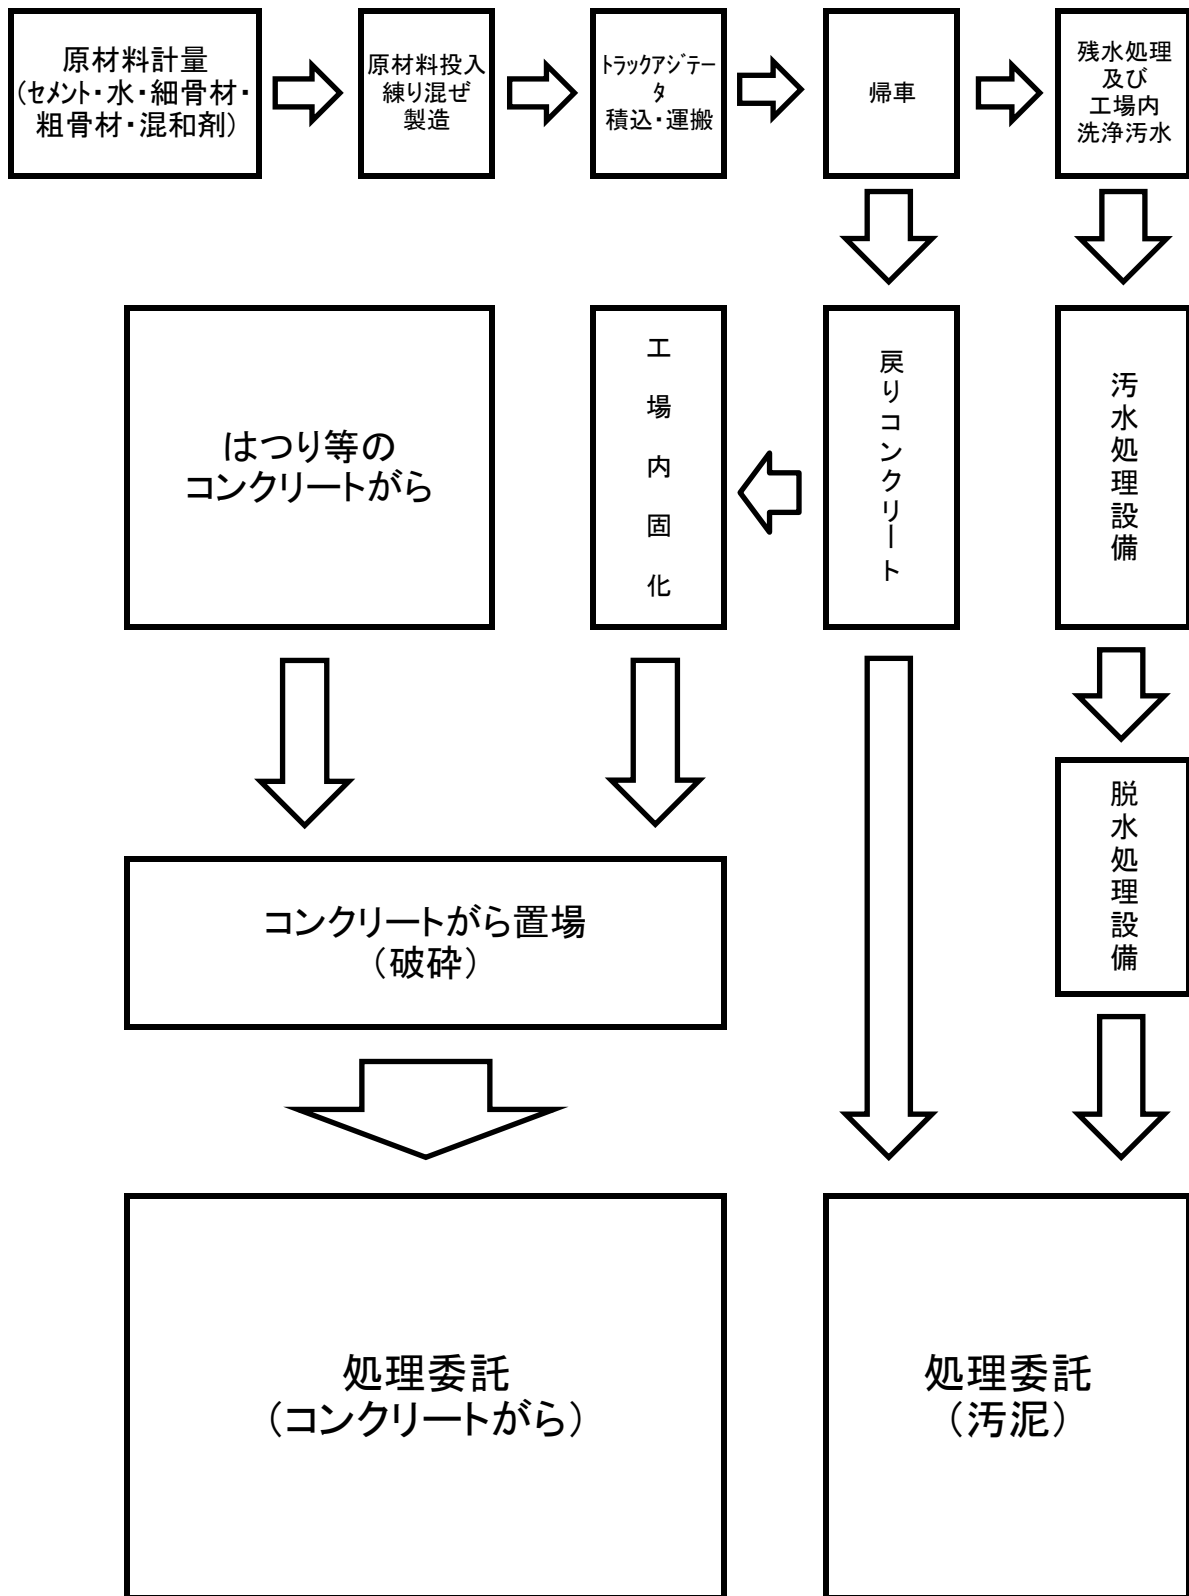 原材料計量
(ｾﾒﾝﾄ・水・細骨材・
粗骨材・混和剤)
原材料投入
練り混ぜ
製造
ﾄﾗｯｸｱｼﾞﾃｰ
ﾀ
積込・運搬
帰車
残水処理
及び
工場内
洗浄汚水
はつり等の
コンクリートがら
工場内固化
戻りコンクリート
汚水処理設備
脱水処理設備
コンクリートがら置場
（破砕）
処理委託
（コンクリートがら）
処理委託
（汚泥）